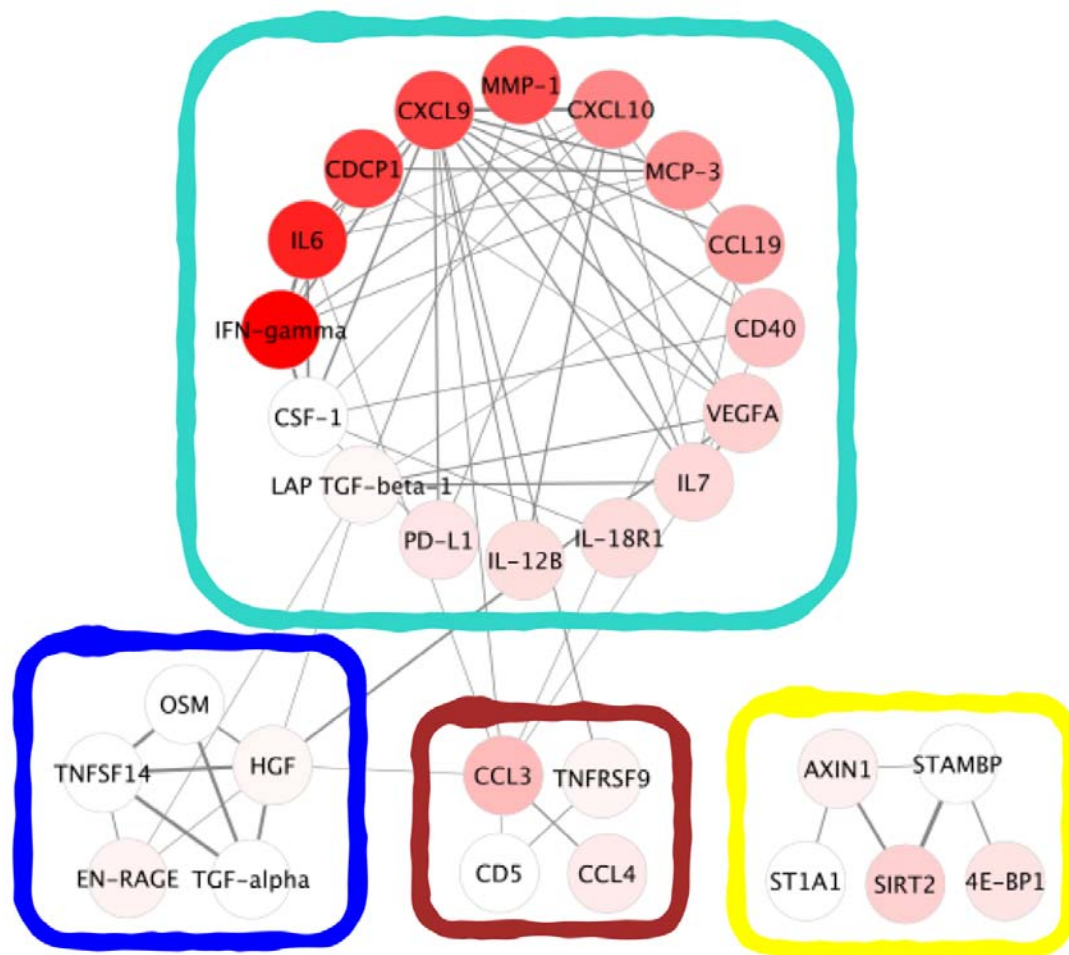 MMP-1
CXCL9
CXCL10
CDCP1
MCP-3
IL6
CCL19
IFN-gamma
CD40
CSF-1
VEGFA
LAP TGF-beta-1
IL7
PD-L1
IL-12B
IL-18R1
OSM
TNFSF14
HGF
EN-RAGE
TGF-alpha
CCL3
TNFRSF9
CD5
CCL4
AXIN1
STAMBP
ST1A1
SIRT2
4E-BP1